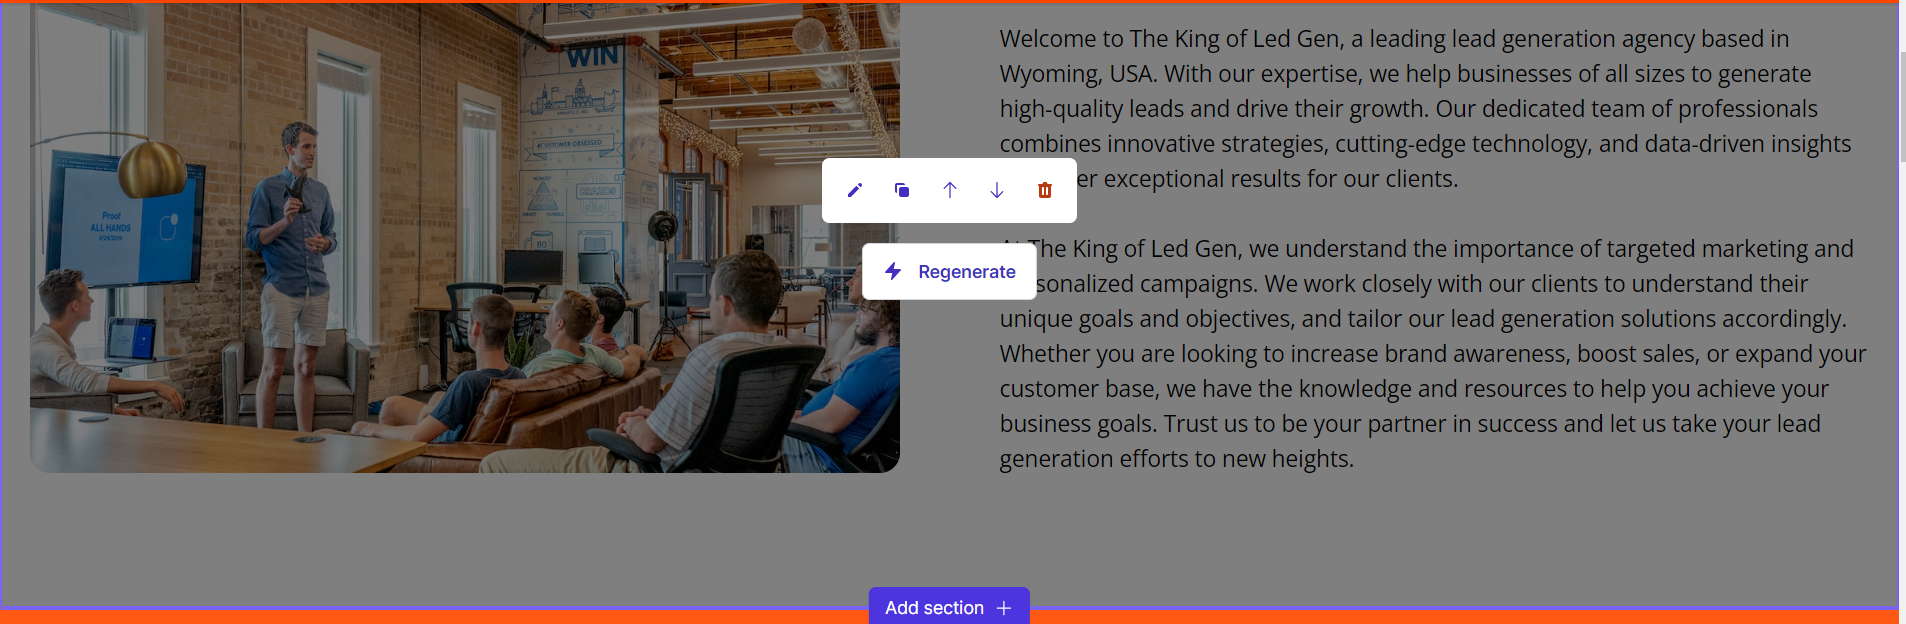 WIN
#CUSTOMER OBSESSED
80
Proof
ALL HANDS
Welcome to The King of Led Gen, a leading lead generation agency based in
Wyoming, USA. With our expertise, we help businesses of all sizes to generate
high-quality leads and drive their growth. Our dedicated team of professionals
combines innovative strategies, cutting-edge technology, and data-driven insights
er exceptional results for our clients.
The King of Led Gen, we understand the importance of targeted marketing and
sonalized campaigns. We work closely with our clients to understand their
unique goals and objectives, and tailor our lead generation solutions accordingly.
Whether you are looking to increase brand awareness, boost sales, or expand your
customer base, we have the knowledge and resources to help you achieve your
business goals. Trust us to be your partner in success and let us take your lead
generation efforts to new heights.
Regenerate
Add section